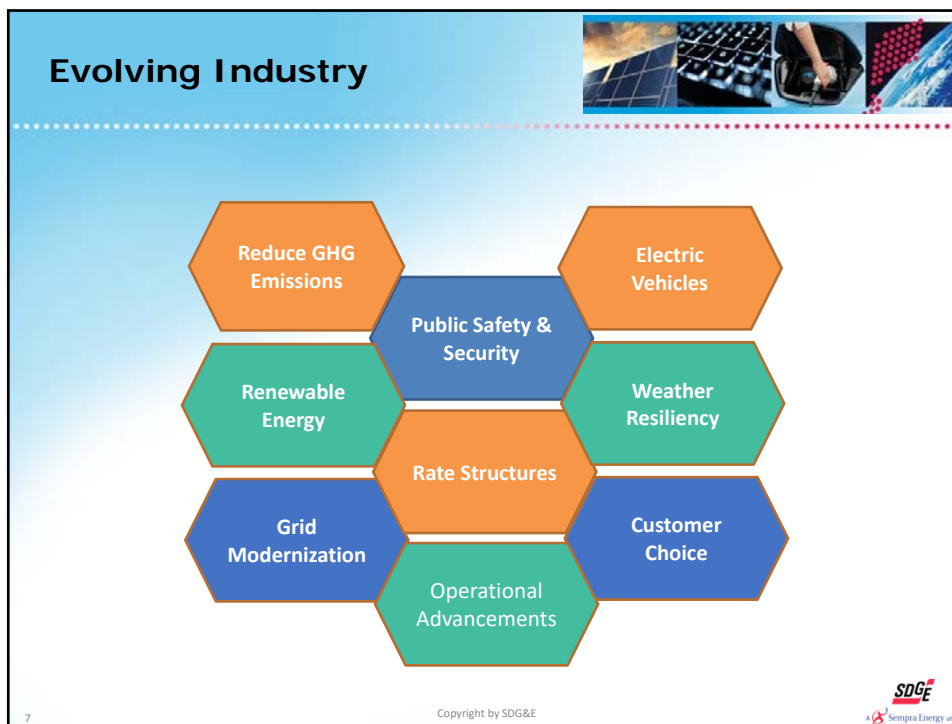 Evolving Industry
Reduce GHG
Emissions
Electric
Vehicles
Public Safety &
Security
Renewable
Energy
Weather
Resiliency
Rate Structures
Grid
Modernization
Customer
Choice
Operational
Advancements
7
Copyright by SDG&E
SDGE
A Sempra Energy